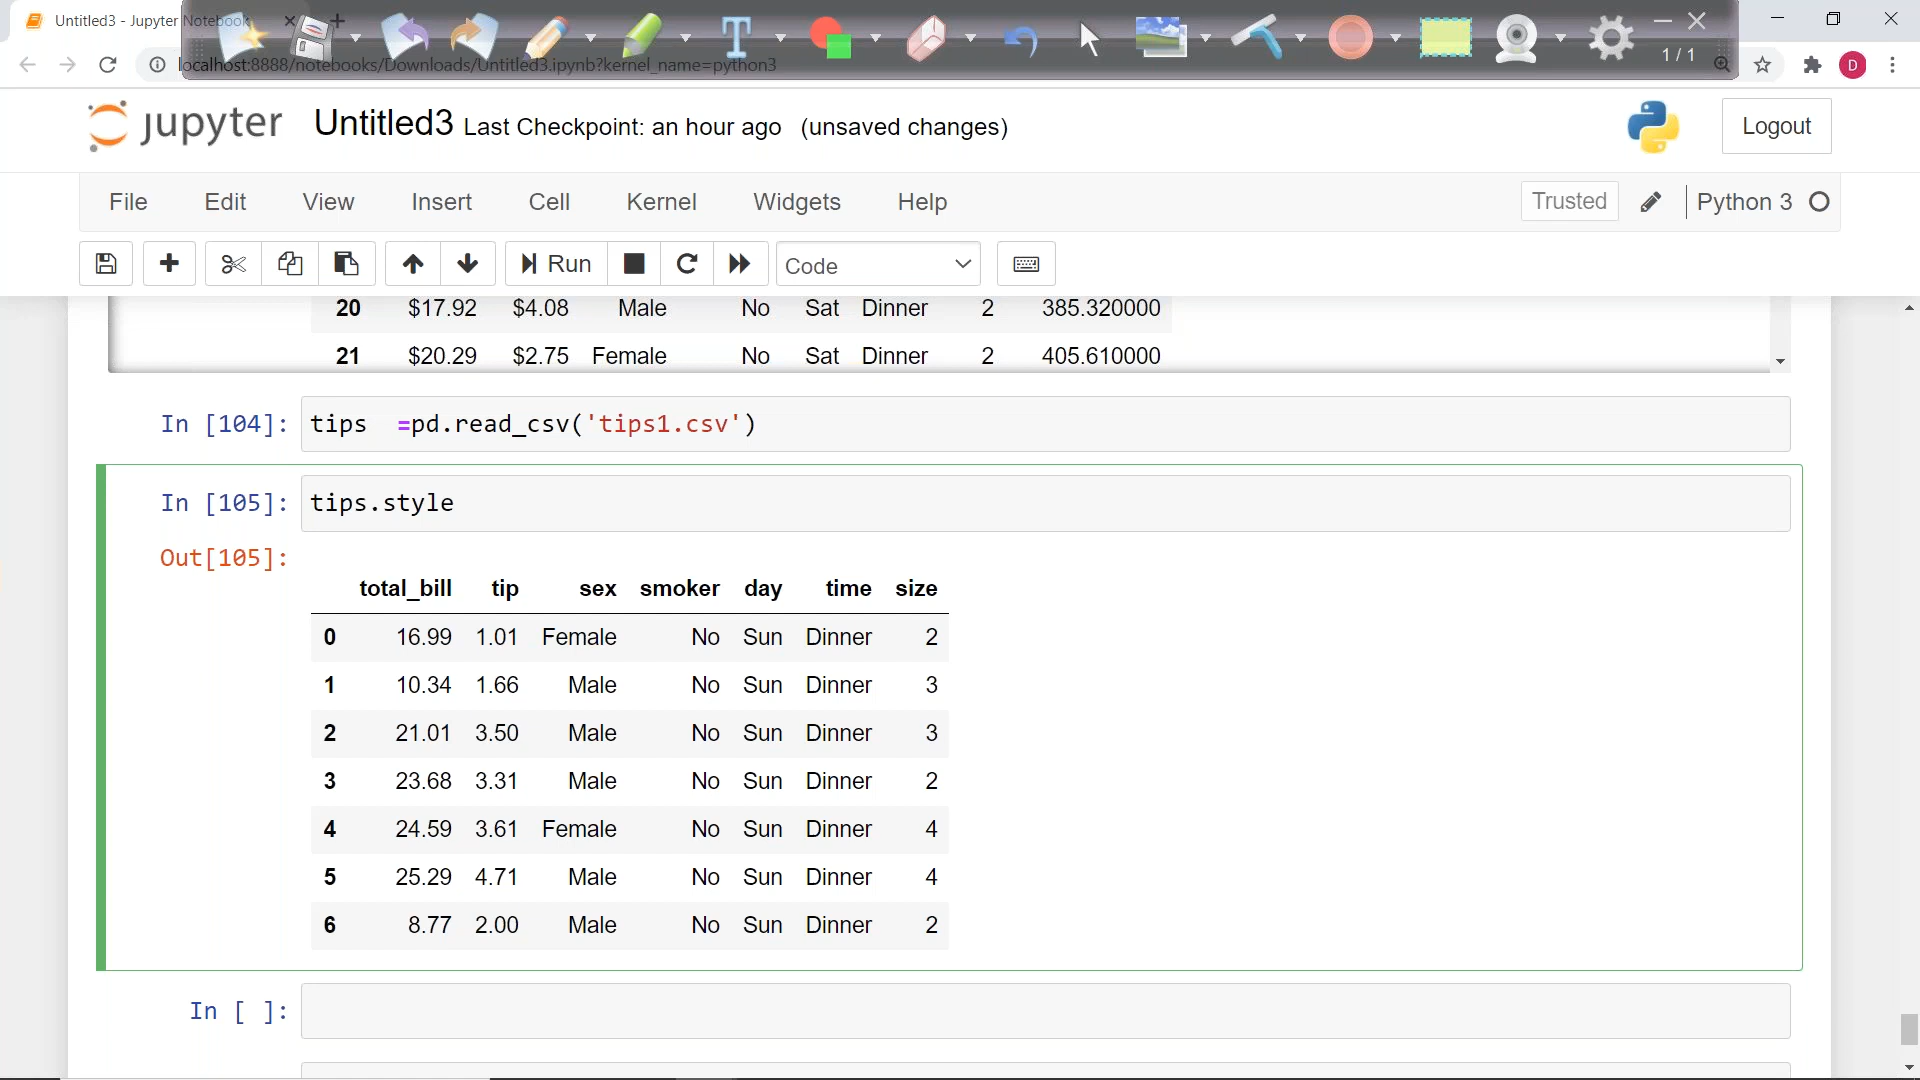 Untitled3 - Jupyter Notebook
1 / 1
localhost:8888/notebooks/Downloads/Untitled3.ipynb?kernel_name=python3
D
jupyter Untitled3 Last Checkpoint: an hour ago (unsaved changes)
Logout
File Edit View Insert Cell Kernel Widgets Help Trusted Python 3
Run Code
20 $17.92 $4.08 Male No Sat Dinner 2 385.320000
21 $20.29 $2.75 Female No Sat Dinner 2 405.610000
In [104]: tips  =pd.read_csv('tips1.csv')
In [105]: tips.style
Out[105]:
total_bill tip sex smoker day time size
0 16.99 1.01 Female No Sun Dinner 2
1 10.34 1.66 Male No Sun Dinner 3
2 21.01 3.50 Male No Sun Dinner 3
3 23.68 3.31 Male No Sun Dinner 2
4 24.59 3.61 Female No Sun Dinner 4
5 25.29 4.71 Male No Sun Dinner 4
6 8.77 2.00 Male No Sun Dinner 2
In [ ]: